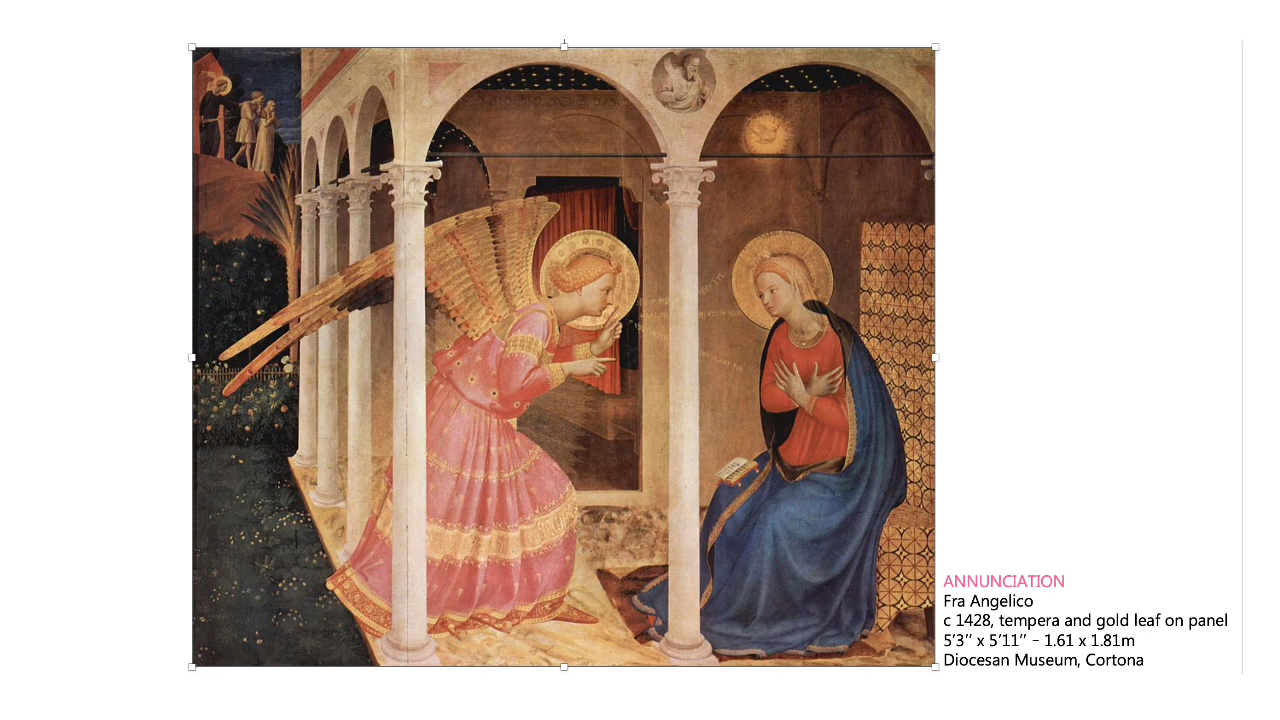 ANNUNCIATION
Fra Angelico
c 1428, tempera and gold leaf on panel
5’3’’ x 5’11’’ – 1.61 x 1.81m
Diocesan Museum, Cortona